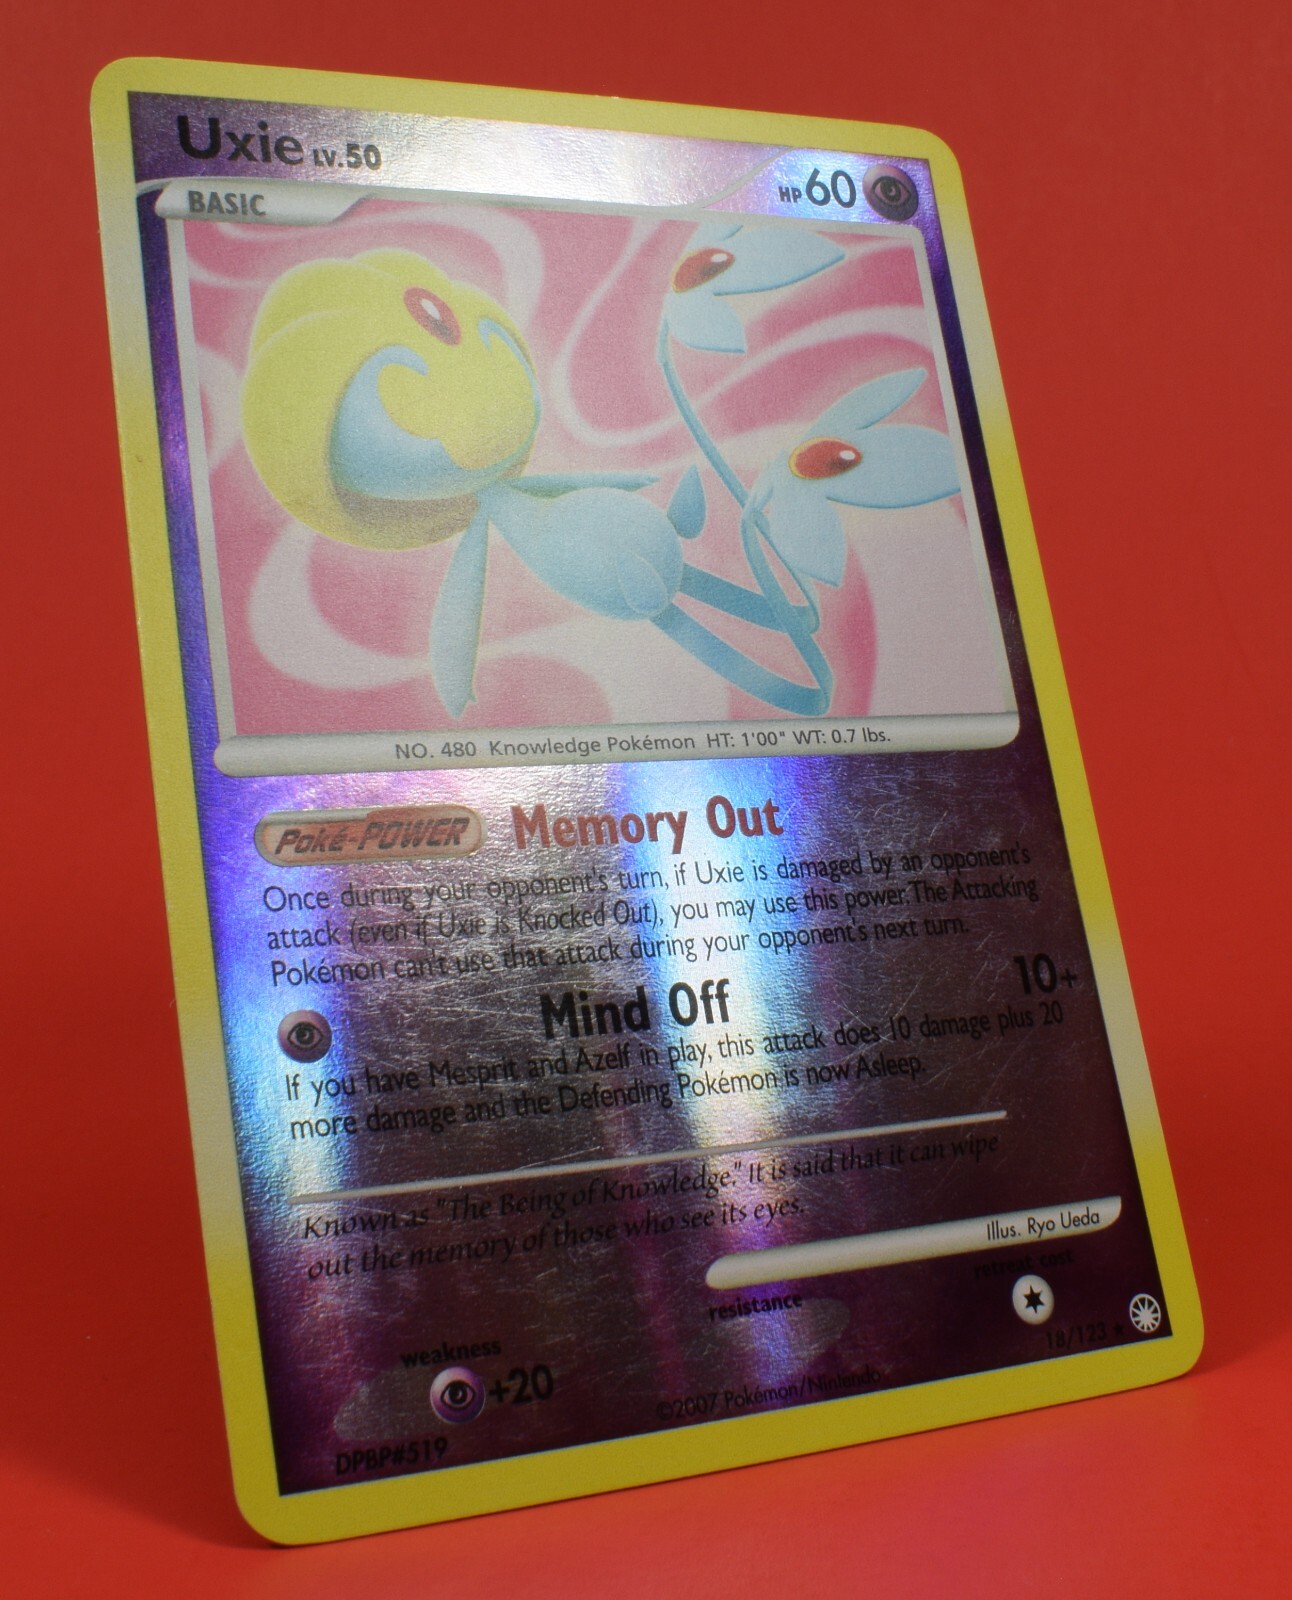 Uxie LV.50
HP 60
BASIC
NO. 480 Knowledge Pokémon HT: 1'00" WT: 0.7 lbs.
Poké-POWER Memory Out
Once during your opponent's turn, if Uxie is damaged by an opponent's
attack (even if Uxie is Knocked Out), you may use this power. The Attacking
Pokémon can't use that attack during your opponent's next turn.
Mind Off 10+
If you have Mesprit and Azelf in play, this attack does 10 damage plus 20
more damage and the Defending Pokémon is now Asleep.
Known as "The Being of Knowledge." It is said that it can wipe
out the memory of those who see its eyes.
Illus. Ryo Ueda
weakness resistance retreat cost
+20
18/123 ★
DPBP#519 ©2007 Pokémon/Nintendo